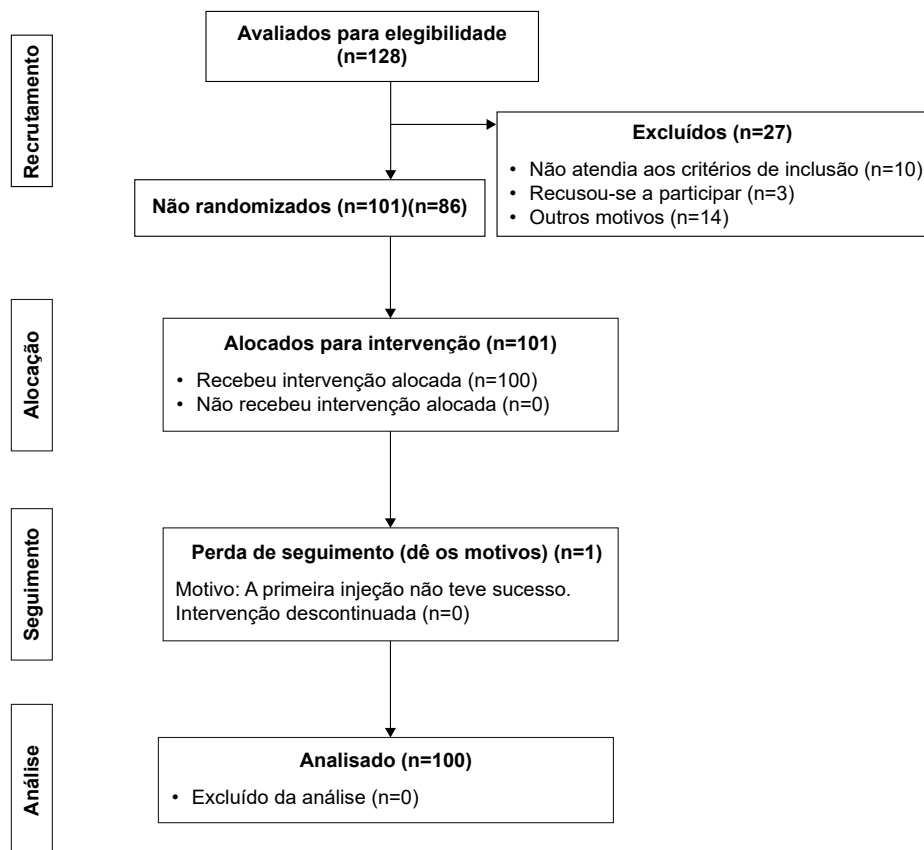 Recrutamento
Avaliados para elegibilidade
(n=128)
Excluídos (n=27)
• Não atendia aos critérios de inclusão (n=10)
• Recusou-se a participar (n=3)
• Outros motivos (n=14)
Não randomizados (n=101)(n=86)
Alocação
Alocados para intervenção (n=101)
• Recebeu intervenção alocada (n=100)
• Não recebeu intervenção alocada (n=0)
Seguimento
Perda de seguimento (dê os motivos) (n=1)
Motivo: A primeira injeção não teve sucesso.
Intervenção descontinuada (n=0)
Análise
Analisado (n=100)
• Excluído da análise (n=0)